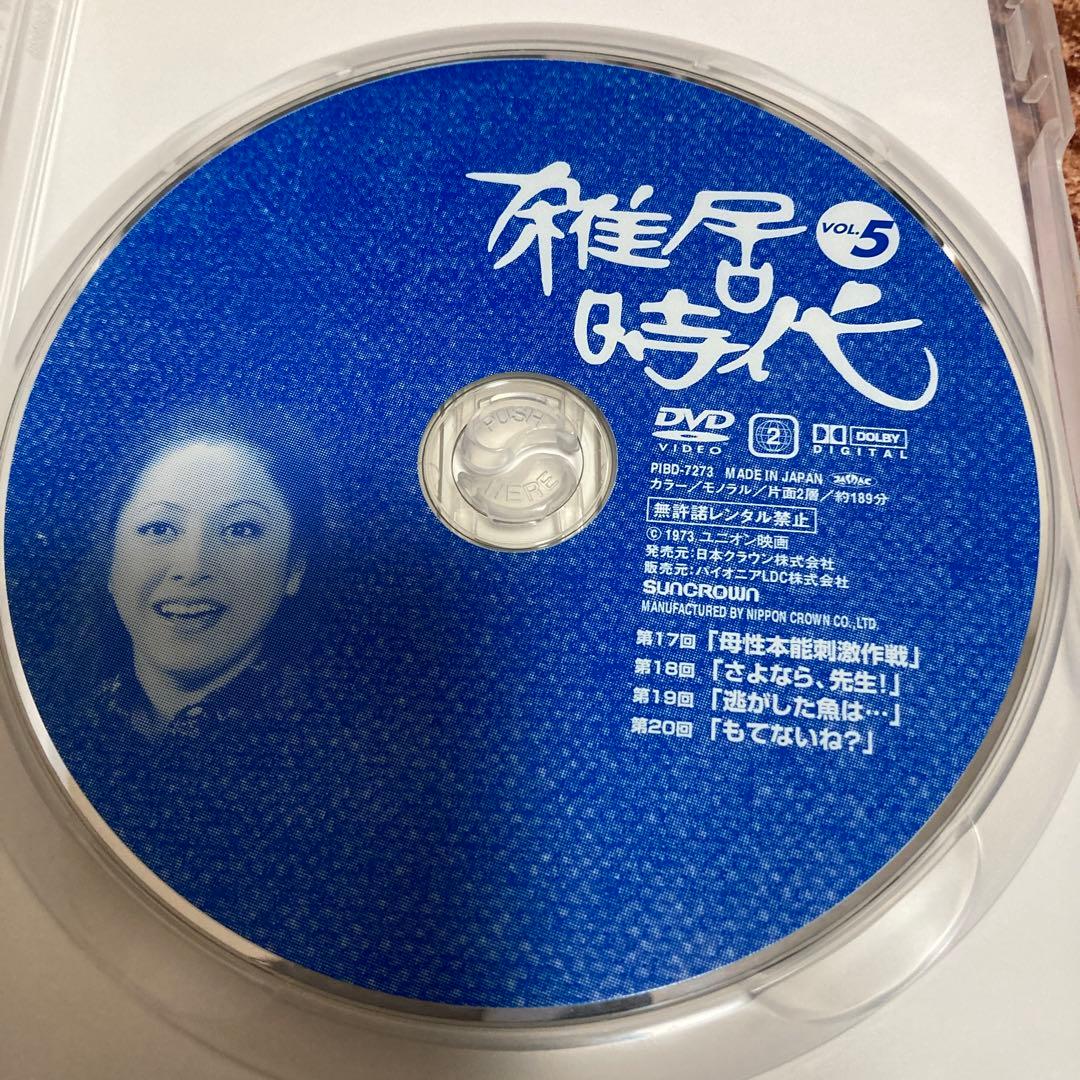 雑居
時代
VOL.5
DVD
VIDEO
2
DOLBY
DIGITAL
PUSH
HERE
PIBD-7273 MADE IN JAPAN
カラー/モノラル/片面2層/約189分
無許諾レンタル禁止
©1973 ユニオン映画
発売元:日本クラウン株式会社
販売元:パイオニアLDC株式会社
SUNCROWN
MANUFACTURED BY NIPPON CROWN CO.,LTD.
第17回「母性本能刺激作戦」
第18回「さよなら、先生!」
第19回「逃がした魚は…」
第20回「もてないね?」